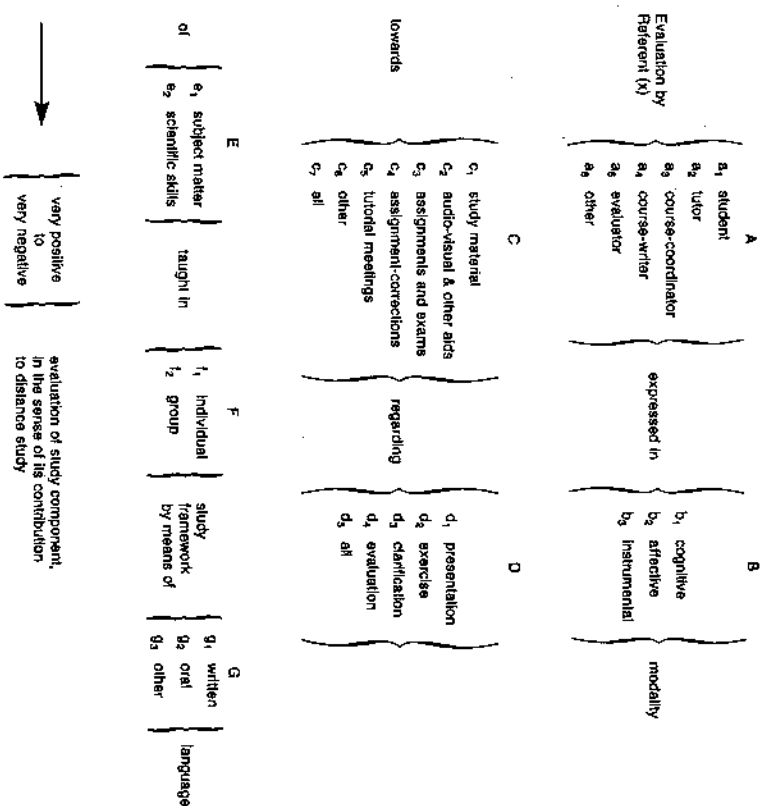 A
B
Evaluation by
Referent (x)
a₁ student
a₂ tutor
a₃ course-coordinator
a₄ course-writer
a₅ evaluator
a₆ other
expressed in
b₁ cognitive
b₂ affective
b₃ instrumental
modality
C
D
towards
c₁ study material
c₂ audio-visual & other aids
c₃ assignments and exams
c₄ assignment-corrections
c₅ tutorial meetings
c₆ other
c₇ all
regarding
d₁ presentation
d₂ exercise
d₃ clarification
d₄ evaluation
d₅ all
E
F
G
of
e₁ subject matter
e₂ scientific skills
taught in
f₁ individual
f₂ group
study
framework
by means of
g₁ written
g₂ oral
g₃ other
language
very positive
to
very negative
evaluation of study component,
in the sense of its contribution
to distance study